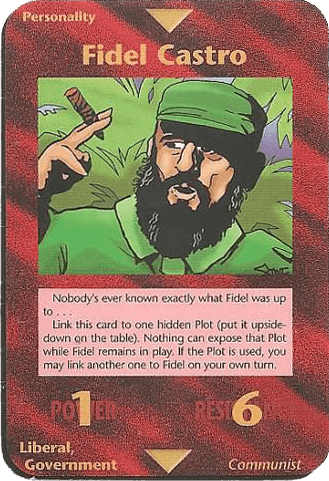 Personality
Fidel Castro
Nobody's ever known exactly what Fidel was up
to . . .
Link this card to one hidden Plot (put it upside-
down on the table). Nothing can expose that Plot
while Fidel remains in play. If the Plot is used, you
may link another one to Fidel on your own turn.
1
6
Liberal,
Government
Communist